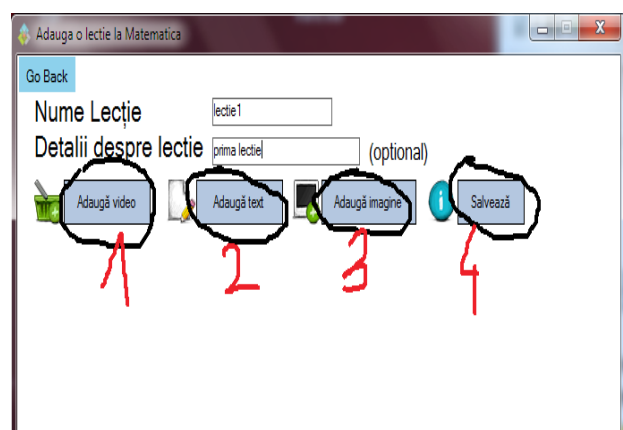 Adauga o lectie la Matematica
Go Back
Nume Lecție lectie1
Detalii despre lectie prima lectie (optional)
Adaugă video Adaugă text Adaugă imagine Salvează
1 2 3 4